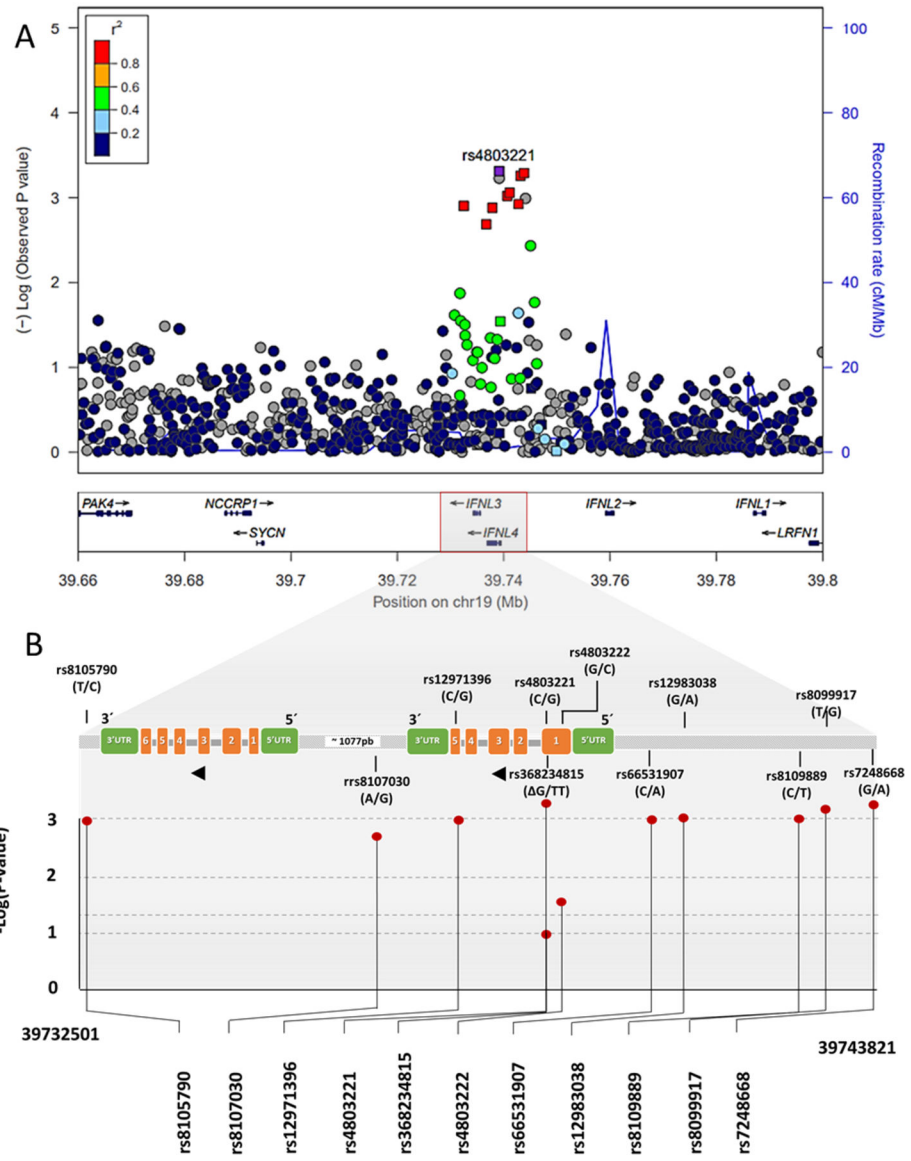 A
r²
0.8
0.6
0.4
0.2
5
4
3
2
1
0
(−) Log (Observed P value)
100
80
60
40
20
0
Recombination rate (cM/Mb)
rs4803221
PAK4→
NCCRP1→
←IFNL3
IFNL2→
IFNL1→
←SYCN
←IFNL4
←LRFN1
39.66 39.68 39.7 39.72 39.74 39.76 39.78 39.8
Position on chr19 (Mb)
B
rs8105790
(T/C)
rs12971396
(C/G)
rs4803221
(C/G)
rs4803222
(G/C)
rs12983038
(G/A)
rs8099917
(T/G)
3´ 5´ 3´ 5´
3'UTR 6 5 4 3 2 1 5'UTR ~ 1077pb 3'UTR 5 4 3 2 1 5'UTR
rrs8107030
(A/G)
rs368234815
(ΔG/TT)
rs66531907
(C/A)
rs8109889
(C/T)
rs7248668
(G/A)
-Log(P-value)
3
2
1
0
39732501
39743821
rs8105790
rs8107030
rs12971396
rs4803221
rs368234815
rs4803222
rs66531907
rs12983038
rs8109889
rs8099917
rs7248668